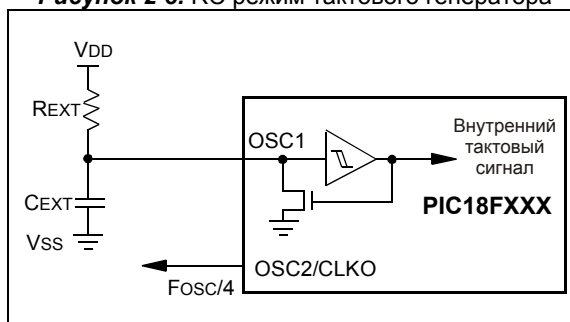 Рисунок 2-3. RC режим тактового генератора
VDD
REXT
OSC1
Внутренний
тактовый
сигнал
CEXT
PIC18FXXX
VSS
OSC2/CLKO
FOSC/4